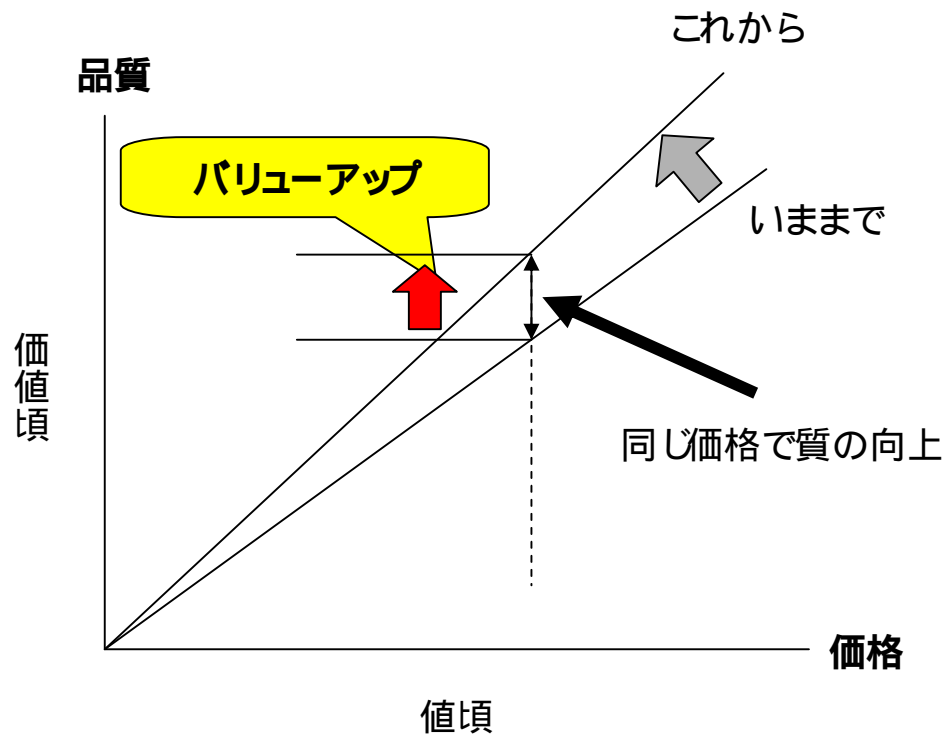 これから
品質
バリューアップ
いままで
価値頃
同じ価格で質の向上
価格
値頃